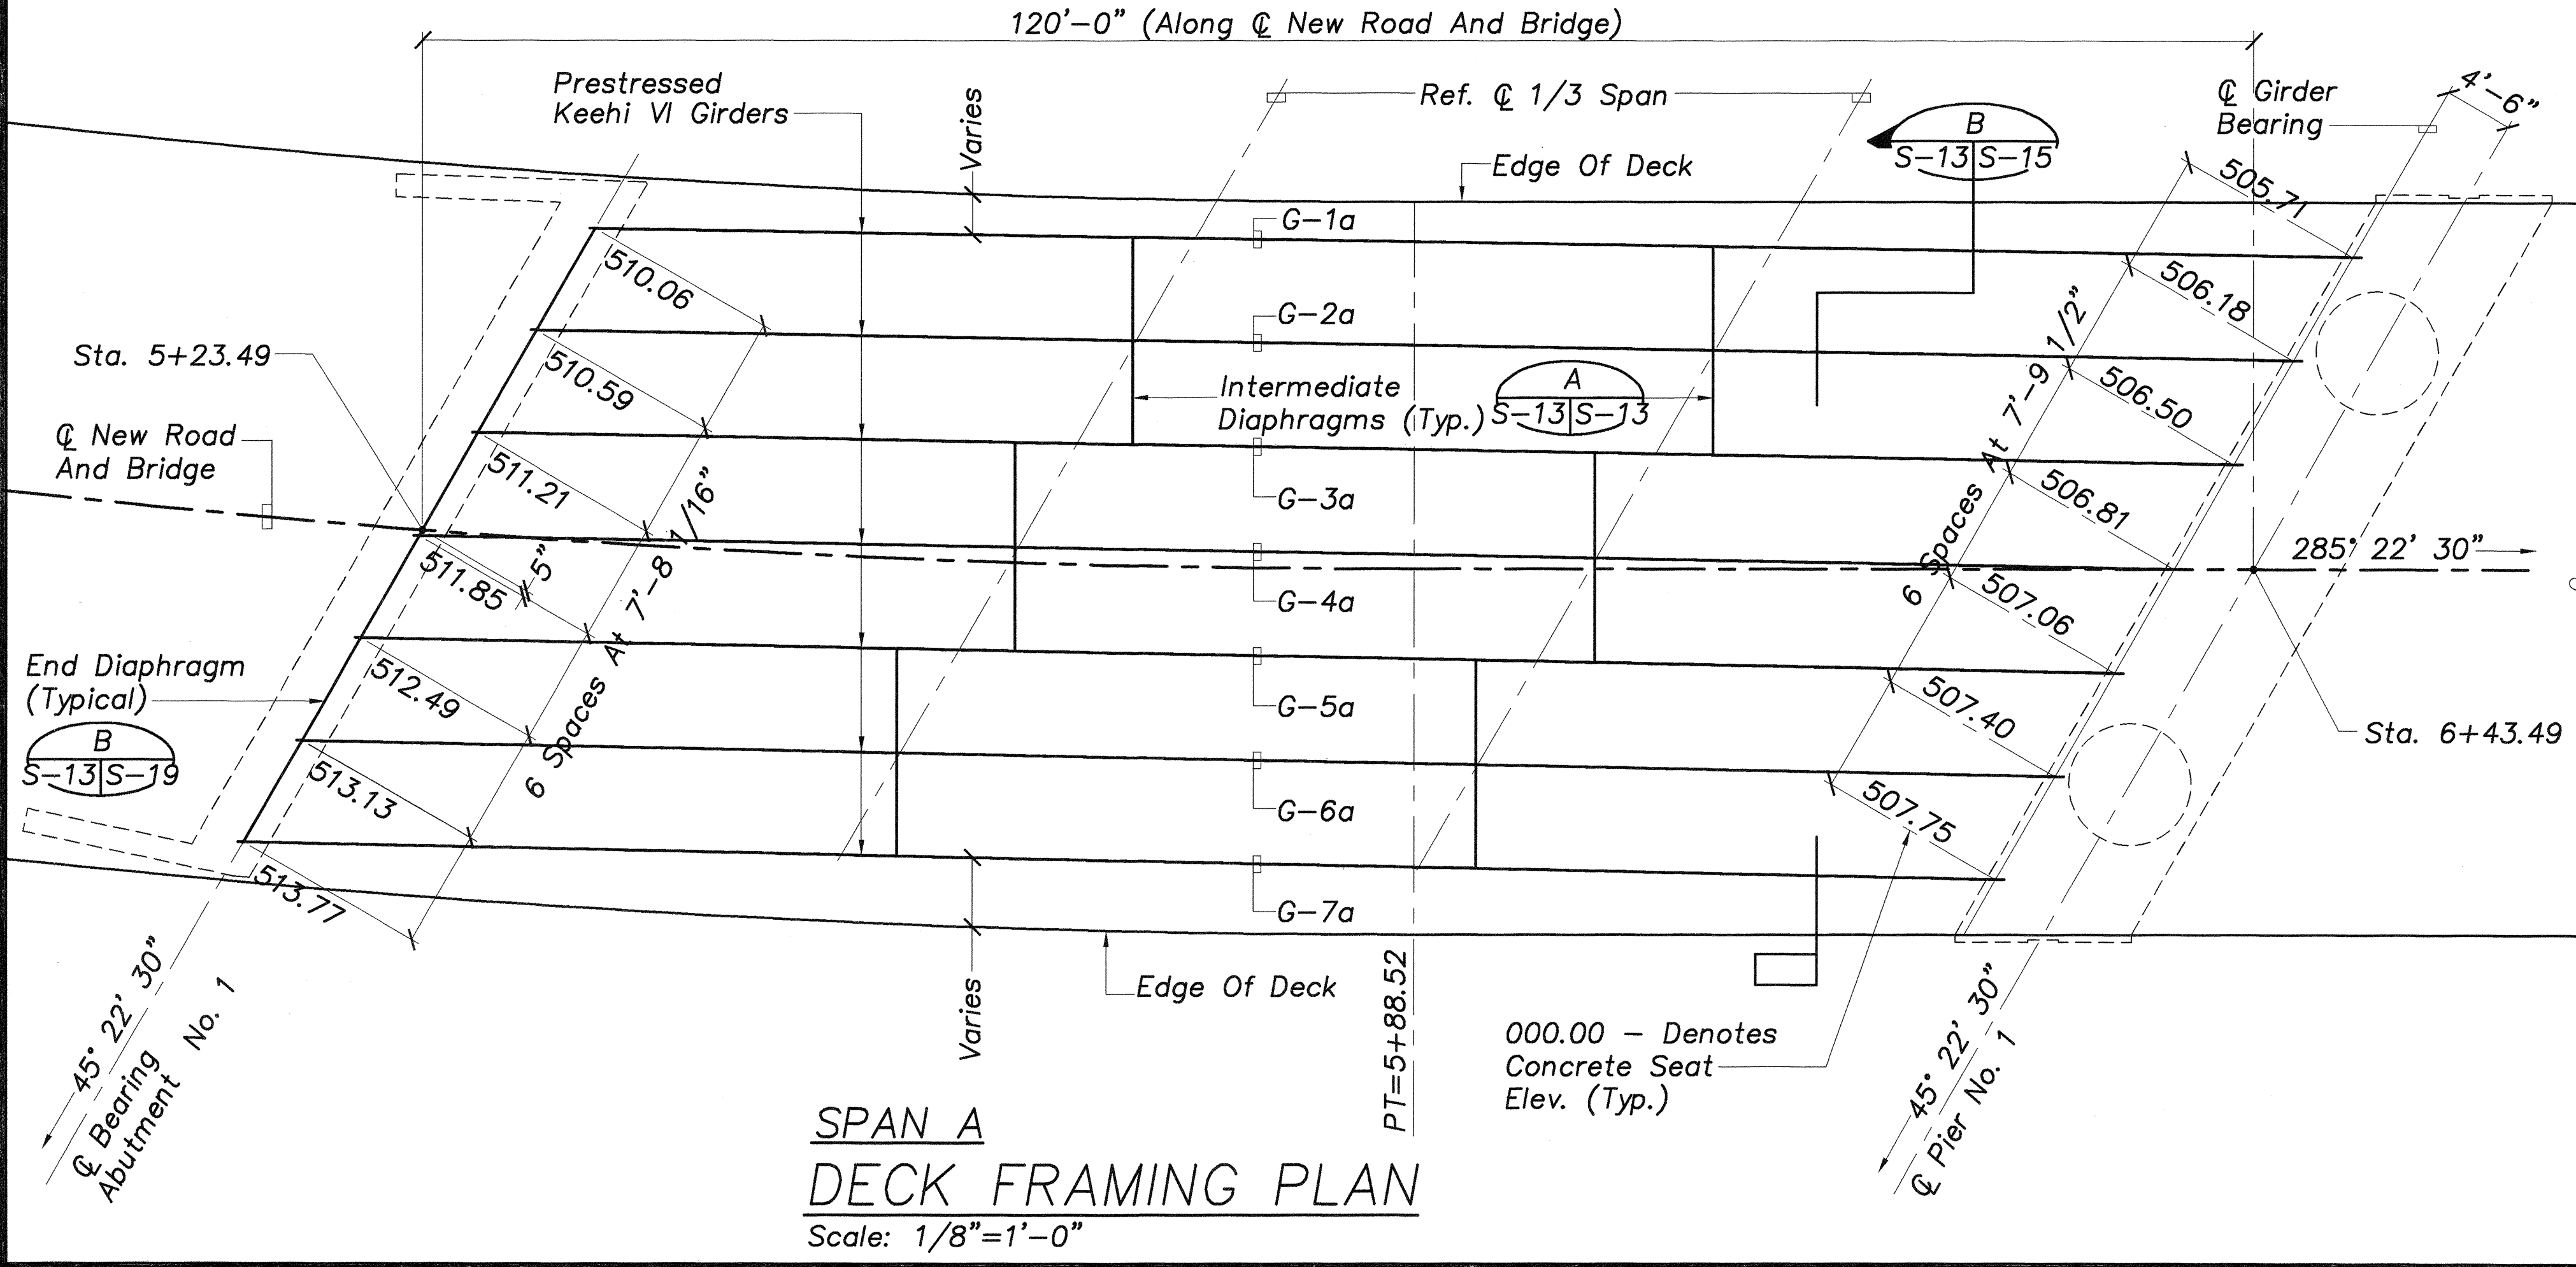 120'-0" (Along ℄ New Road And Bridge)
Prestressed
Keehi VI Girders
Varies
Ref. ℄ 1/3 Span
B
S-13 S-15
℄ Girder
Bearing
4'-6"
Edge Of Deck
505.71
G-1a
510.06
506.18
G-2a
Sta. 5+23.49
510.59
Intermediate
Diaphragms (Typ.)
A
S-13 S-13
6 Spaces At 7'-9 1/2"
506.50
℄ New Road
And Bridge
511.21
G-3a
506.81
6 Spaces At 7'-8 1/16"
5"
511.85
285° 22' 30"
G-4a
507.06
End Diaphragm
(Typical)
512.49
G-5a
507.40
Sta. 6+43.49
B
S-13 S-19
513.13
G-6a
507.75
513.77
G-7a
Edge Of Deck
Varies
PT=5+88.52
45° 22' 30"
℄ Bearing
Abutment No. 1
000.00 - Denotes
Concrete Seat
Elev. (Typ.)
45° 22' 30"
℄ Pier No. 1
SPAN A
DECK FRAMING PLAN
Scale: 1/8"=1'-0"